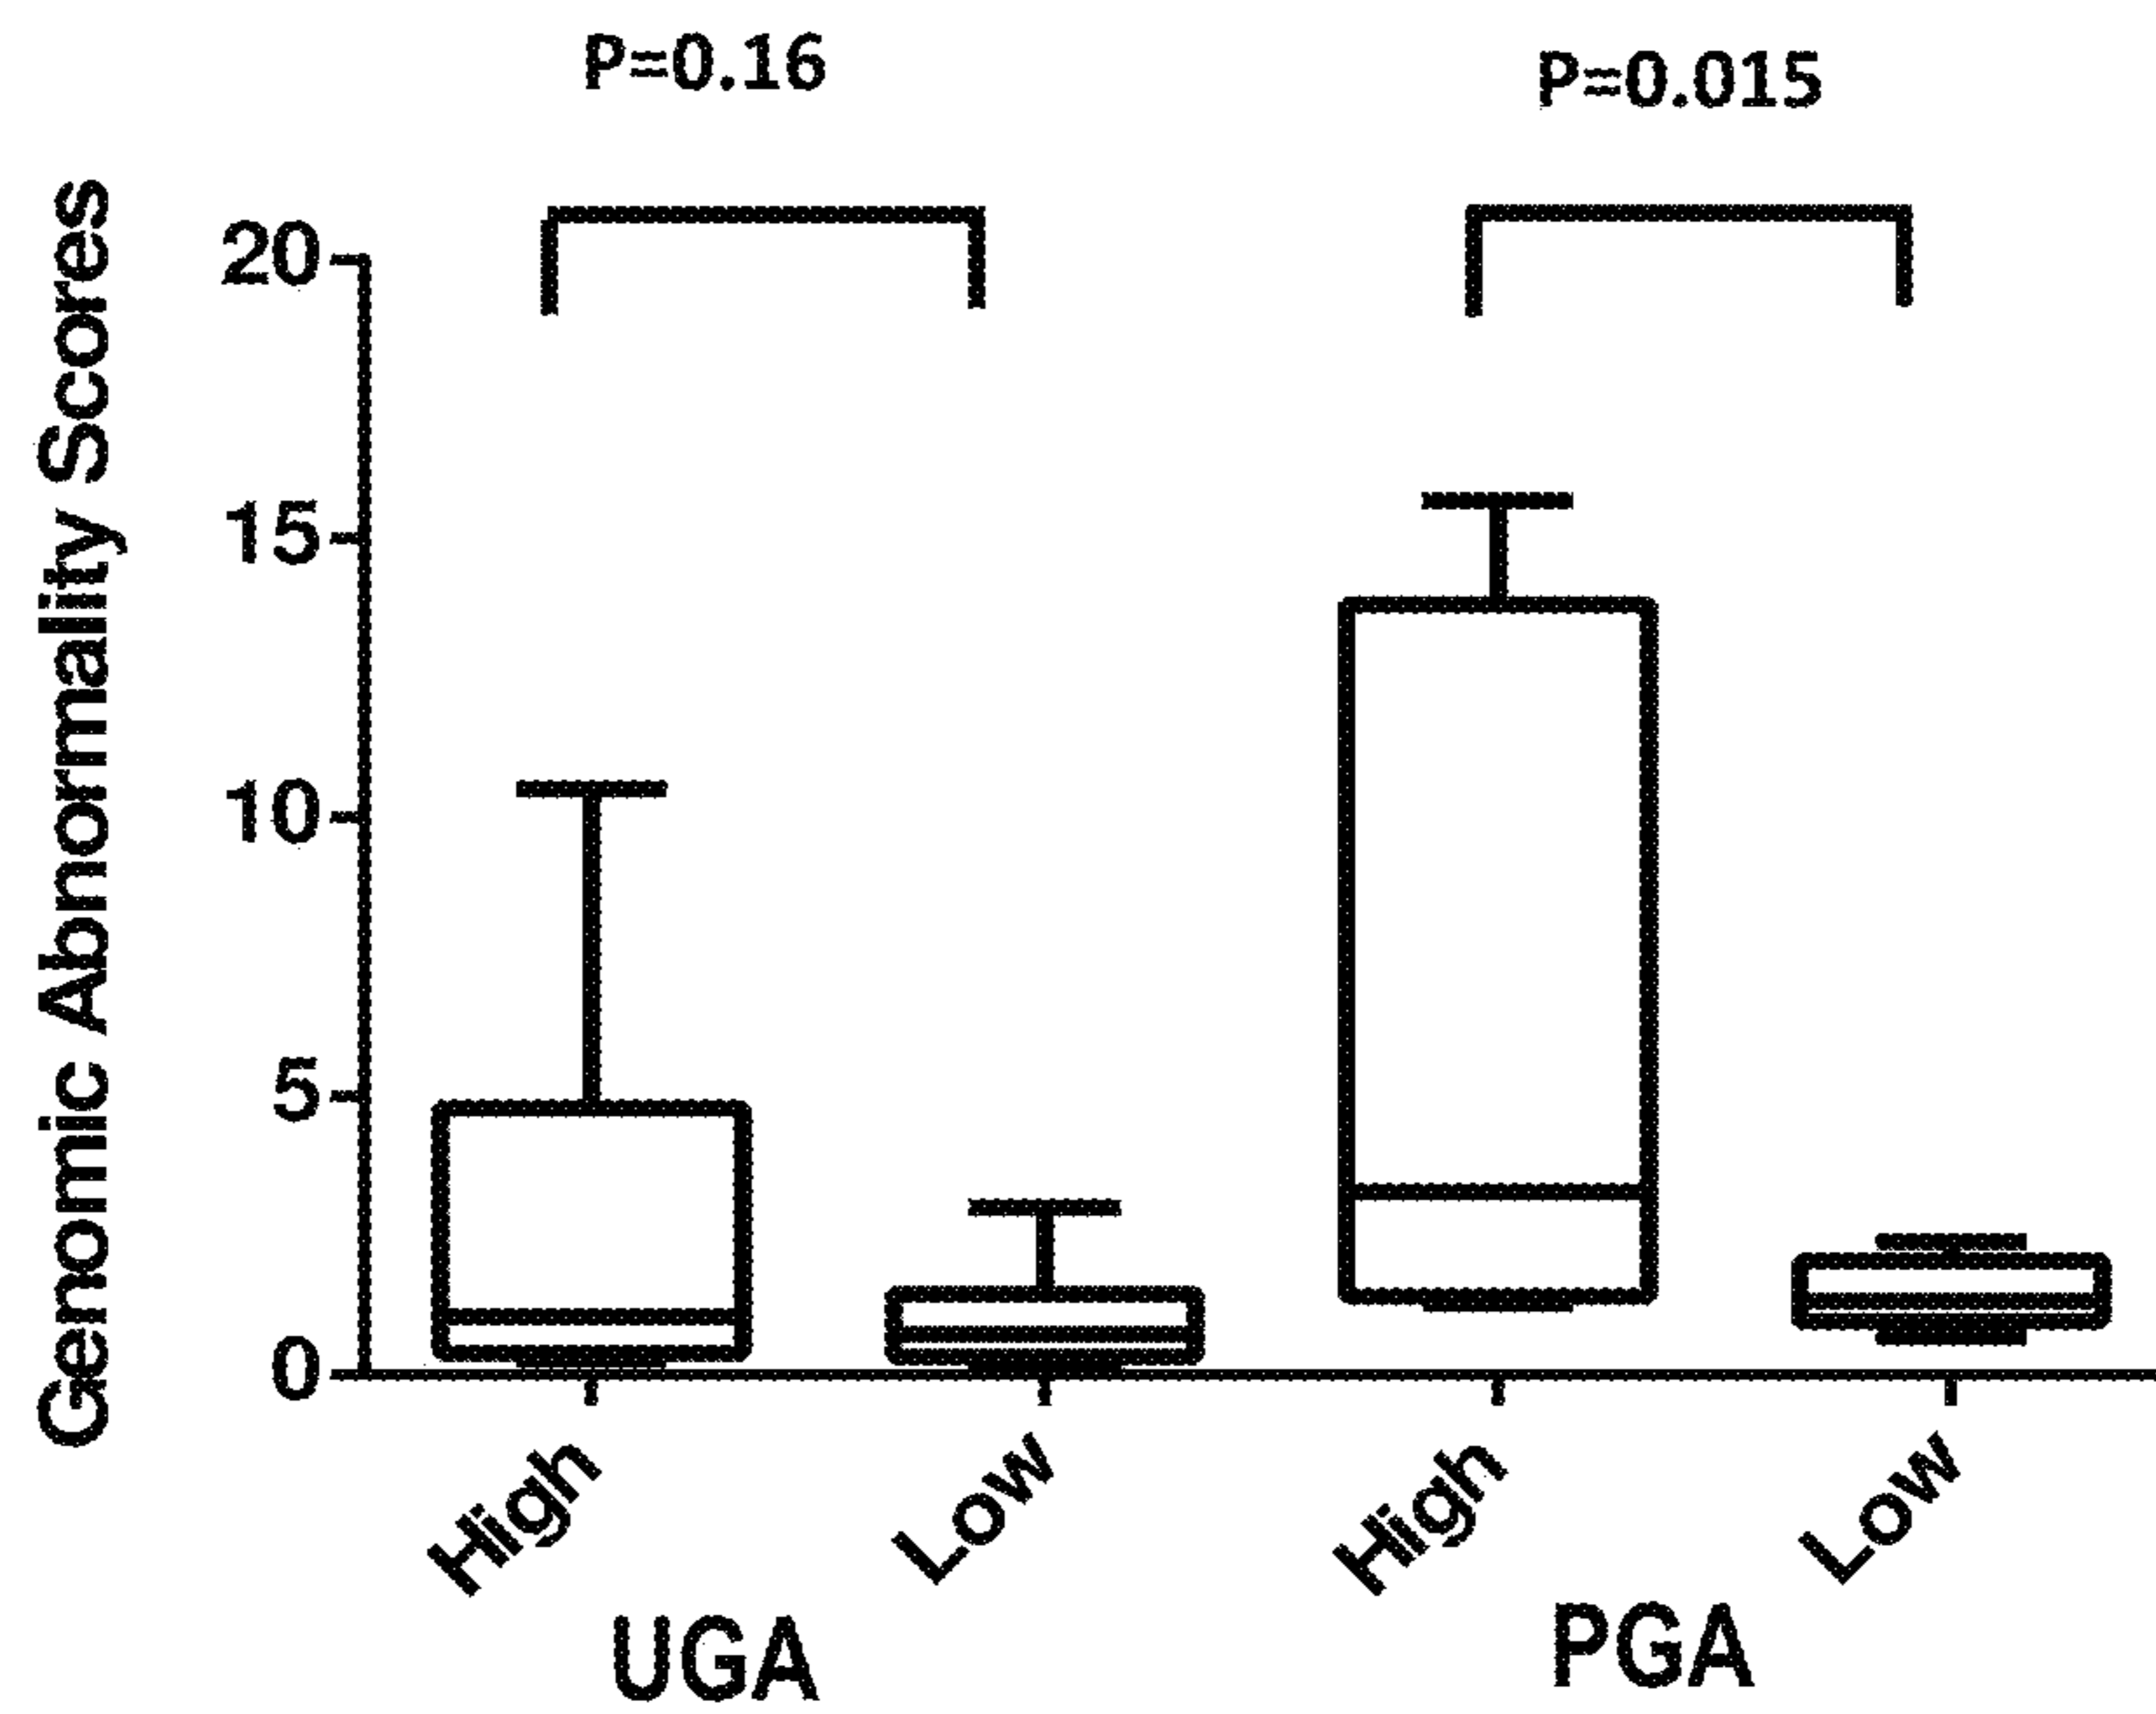 P=0.16
P=0.015
Genomic Abnormality Scores
20
15
10
5
0
High
Low
High
Low
UGA
PGA